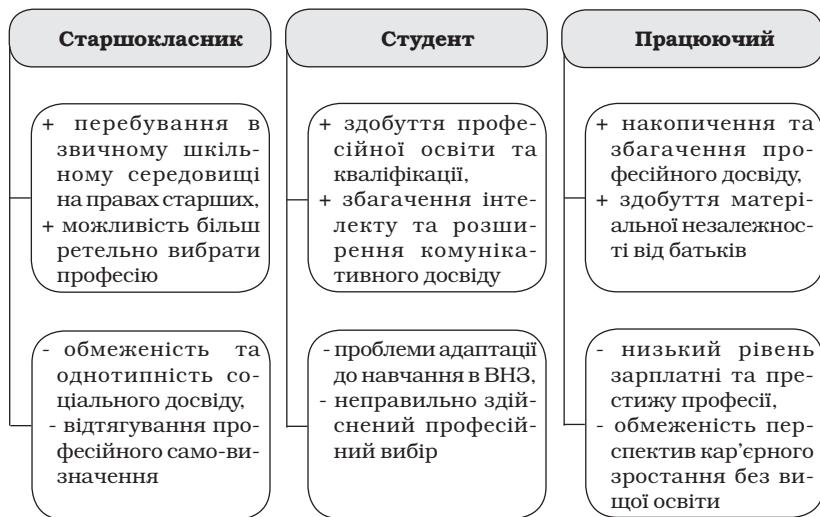 Старшокласник
+ перебування в
звичному шкіль-
ному середовищі
на правах старших,
+ можливість більш
ретельно вибрати
професію
- обмеженість та
однотипність со-
ціального досвіду,
- відтягування про-
фесійного само-ви-
значення
Студент
+ здобуття профе-
сійної освіти та
кваліфікації,
+ збагачення інте-
лекту та розши-
рення комуніка-
тивного досвіду
- проблеми адаптації
до навчання в ВНЗ,
- неправильно здій-
снений професій-
ний вибір
Працюючий
+ накопичення та
збагачення про-
фесійного досвіду,
+ здобуття матері-
альної незалежнос-
ті від батьків
- низький рівень
зарплатні та пре-
стижу професії,
- обмеженість пер-
спектив кар’єрного
зростання без ви-
щої освіти